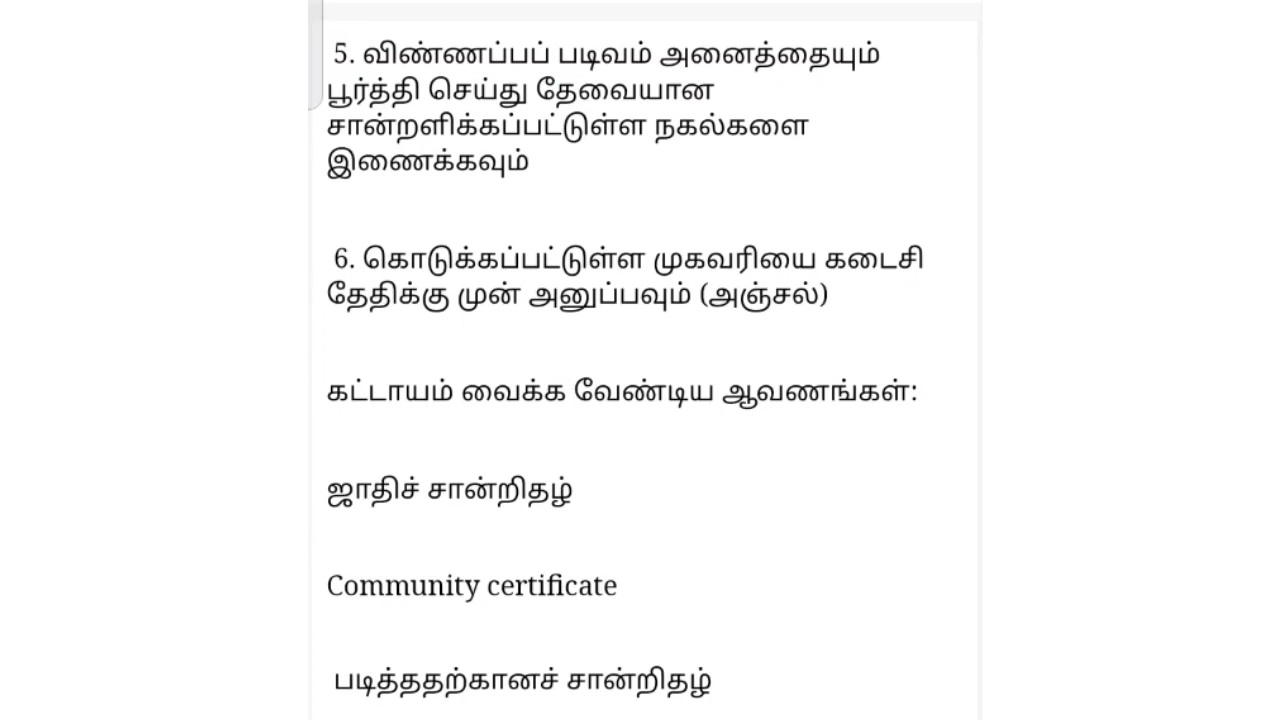 5. விண்ணப்பப் படிவம் அனைத்தையும்
பூர்த்தி செய்து தேவையான
சான்றளிக்கப்பட்டுள்ள நகல்களை
இணைக்கவும்
6. கொடுக்கப்பட்டுள்ள முகவரியை கடைசி
தேதிக்கு முன் அனுப்பவும் (அஞ்சல்)
கட்டாயம் வைக்க வேண்டிய ஆவணங்கள்:
ஜாதிச் சான்றிதழ்
Community certificate
படித்ததற்கானச் சான்றிதழ்